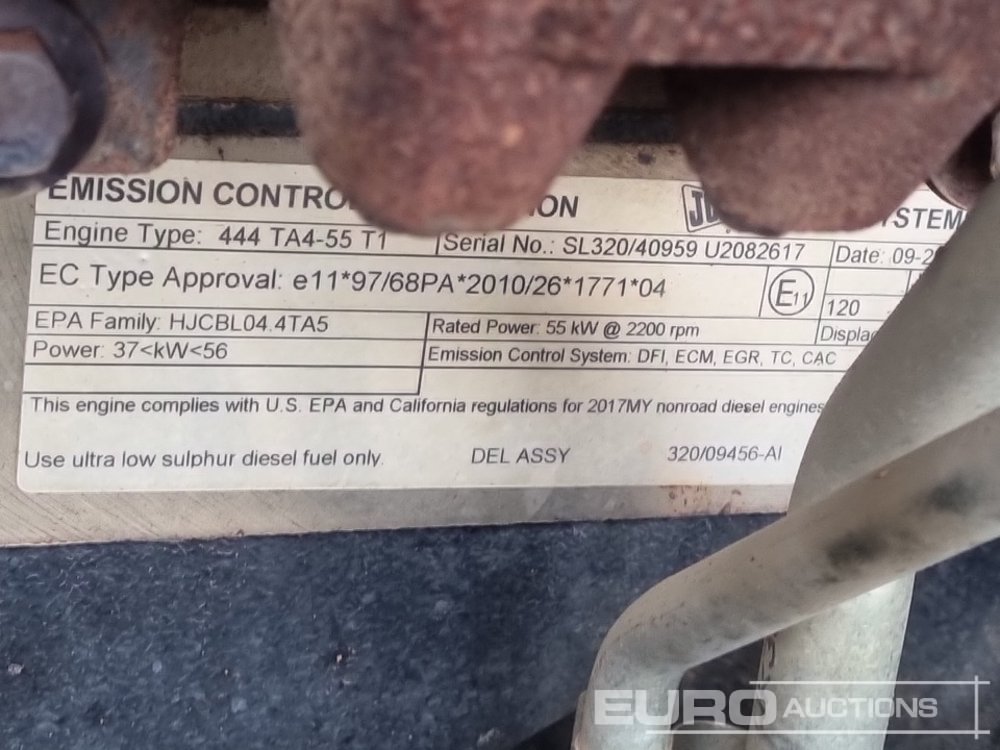 EMISSION CONTRO ION JC YSTEM
Engine Type: 444 TA4-55 T1 Serial No.: SL320/40959 U2082617 Date: 09-2
EC Type Approval: e11*97/68PA*2010/26*1771*04 E11 120
EPA Family: HJCBL04.4TA5 Rated Power: 55 kW @ 2200 rpm Displac
Power: 37<kW<56 Emission Control System: DFI, ECM, EGR, TC, CAC
This engine complies with U.S. EPA and California regulations for 2017MY nonroad diesel engines
Use ultra low sulphur diesel fuel only. DEL ASSY 320/09456-AI
EURO AUCTIONS